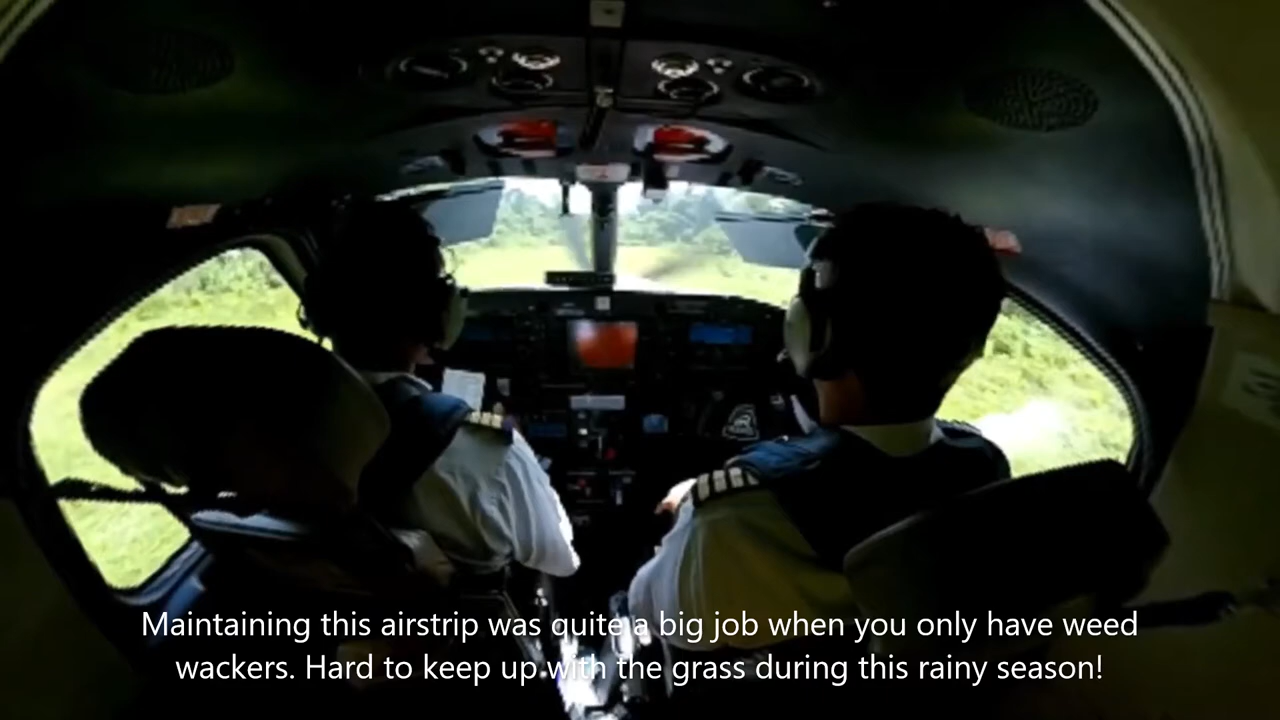 Maintaining this airstrip was quite a big job when you only have weed
wackers. Hard to keep up with the grass during this rainy season!